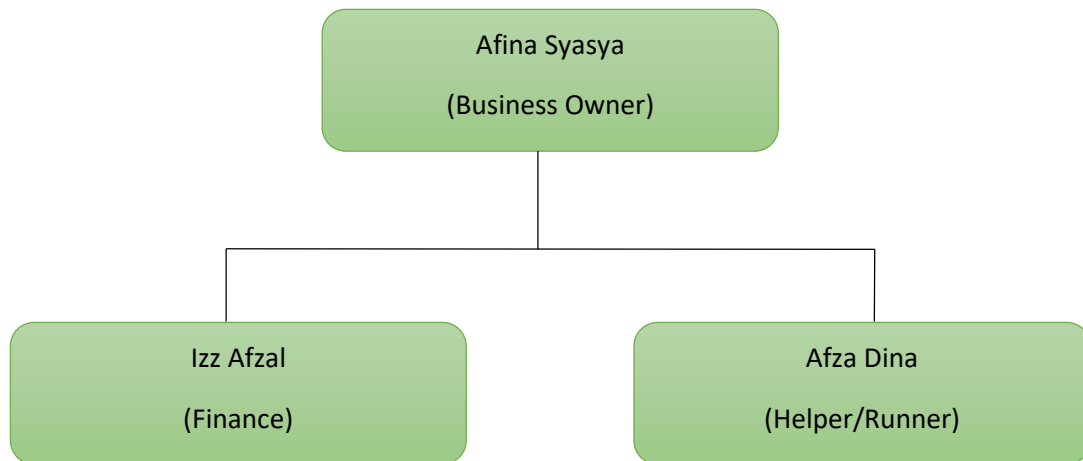 Afina Syasya
(Business Owner)
Izz Afzal
(Finance)
Afza Dina
(Helper/Runner)